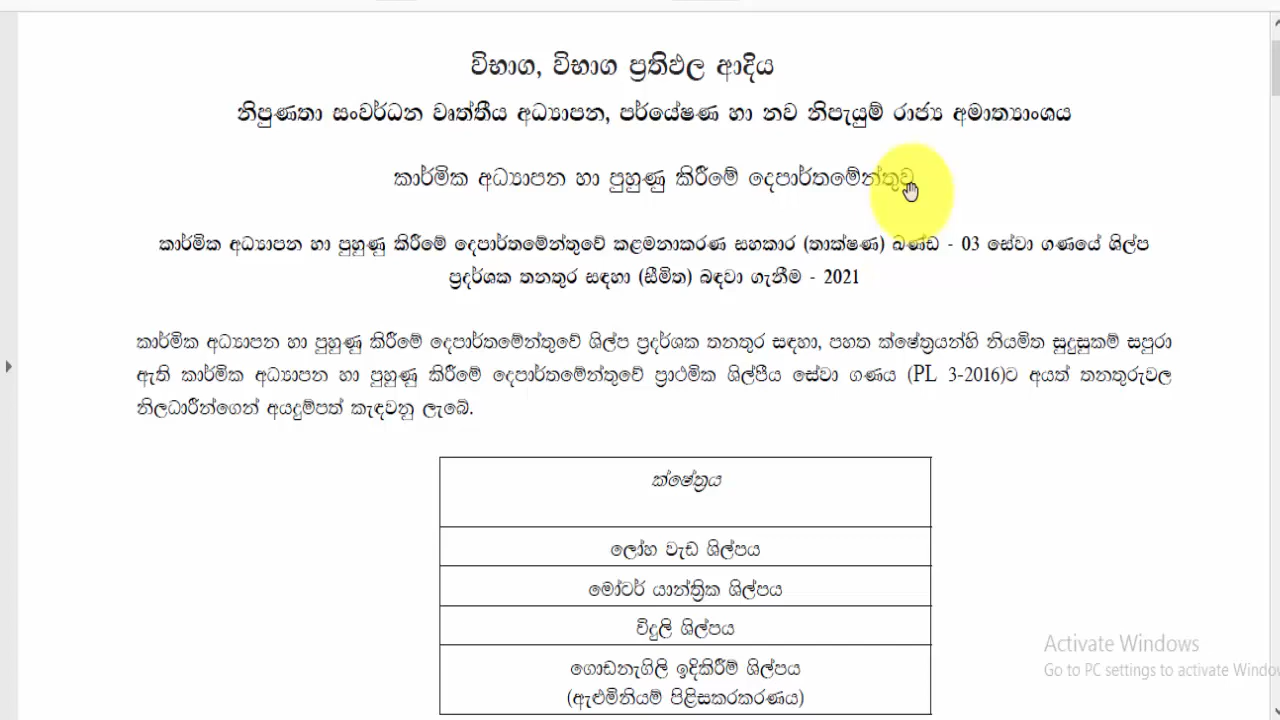 විභාග, විභාග ප්‍රතිඵල ආදිය
නිපුණතා සංවර්ධන වෘත්තීය අධ්‍යාපන, පර්යේෂණ හා නව නිපැයුම් රාජ්‍ය අමාත්‍යාංශය
කාර්මික අධ්‍යාපන හා පුහුණු කිරීමේ දෙපාර්තමේන්තුව
කාර්මික අධ්‍යාපන හා පුහුණු කිරීමේ දෙපාර්තමේන්තුවේ කළමනාකරණ සහකාර (තාක්ෂණ) ඛණ්ඩ - 03 සේවා ගණයේ ශිල්ප
ප්‍රදර්ශක තනතුර සඳහා (සීමිත) බඳවා ගැනීම - 2021
කාර්මික අධ්‍යාපන හා පුහුණු කිරීමේ දෙපාර්තමේන්තුවේ ශිල්ප ප්‍රදර්ශක තනතුර සඳහා, පහත ක්ෂේත්‍රයන්හි නියමිත සුදුසුකම් සපුරා
ඇති කාර්මික අධ්‍යාපන හා පුහුණු කිරීමේ දෙපාර්තමේන්තුවේ ප්‍රාථමික ශිල්පීය සේවා ගණය (PL 3-2016)ට අයත් තනතුරුවල
නිලධාරීන්ගෙන් අයදුම්පත් කැඳවනු ලැබේ.
ක්ෂේත්‍රය
ලෝහ වැඩ ශිල්පය
මෝටර් යාන්ත්‍රික ශිල්පය
විදුලි ශිල්පය
ගොඩනැගිලි ඉදිකිරීම් ශිල්පය
(ඇළුමිනියම් පිළිසකරකරණය)
Activate Windows
Go to PC settings to activate Windo